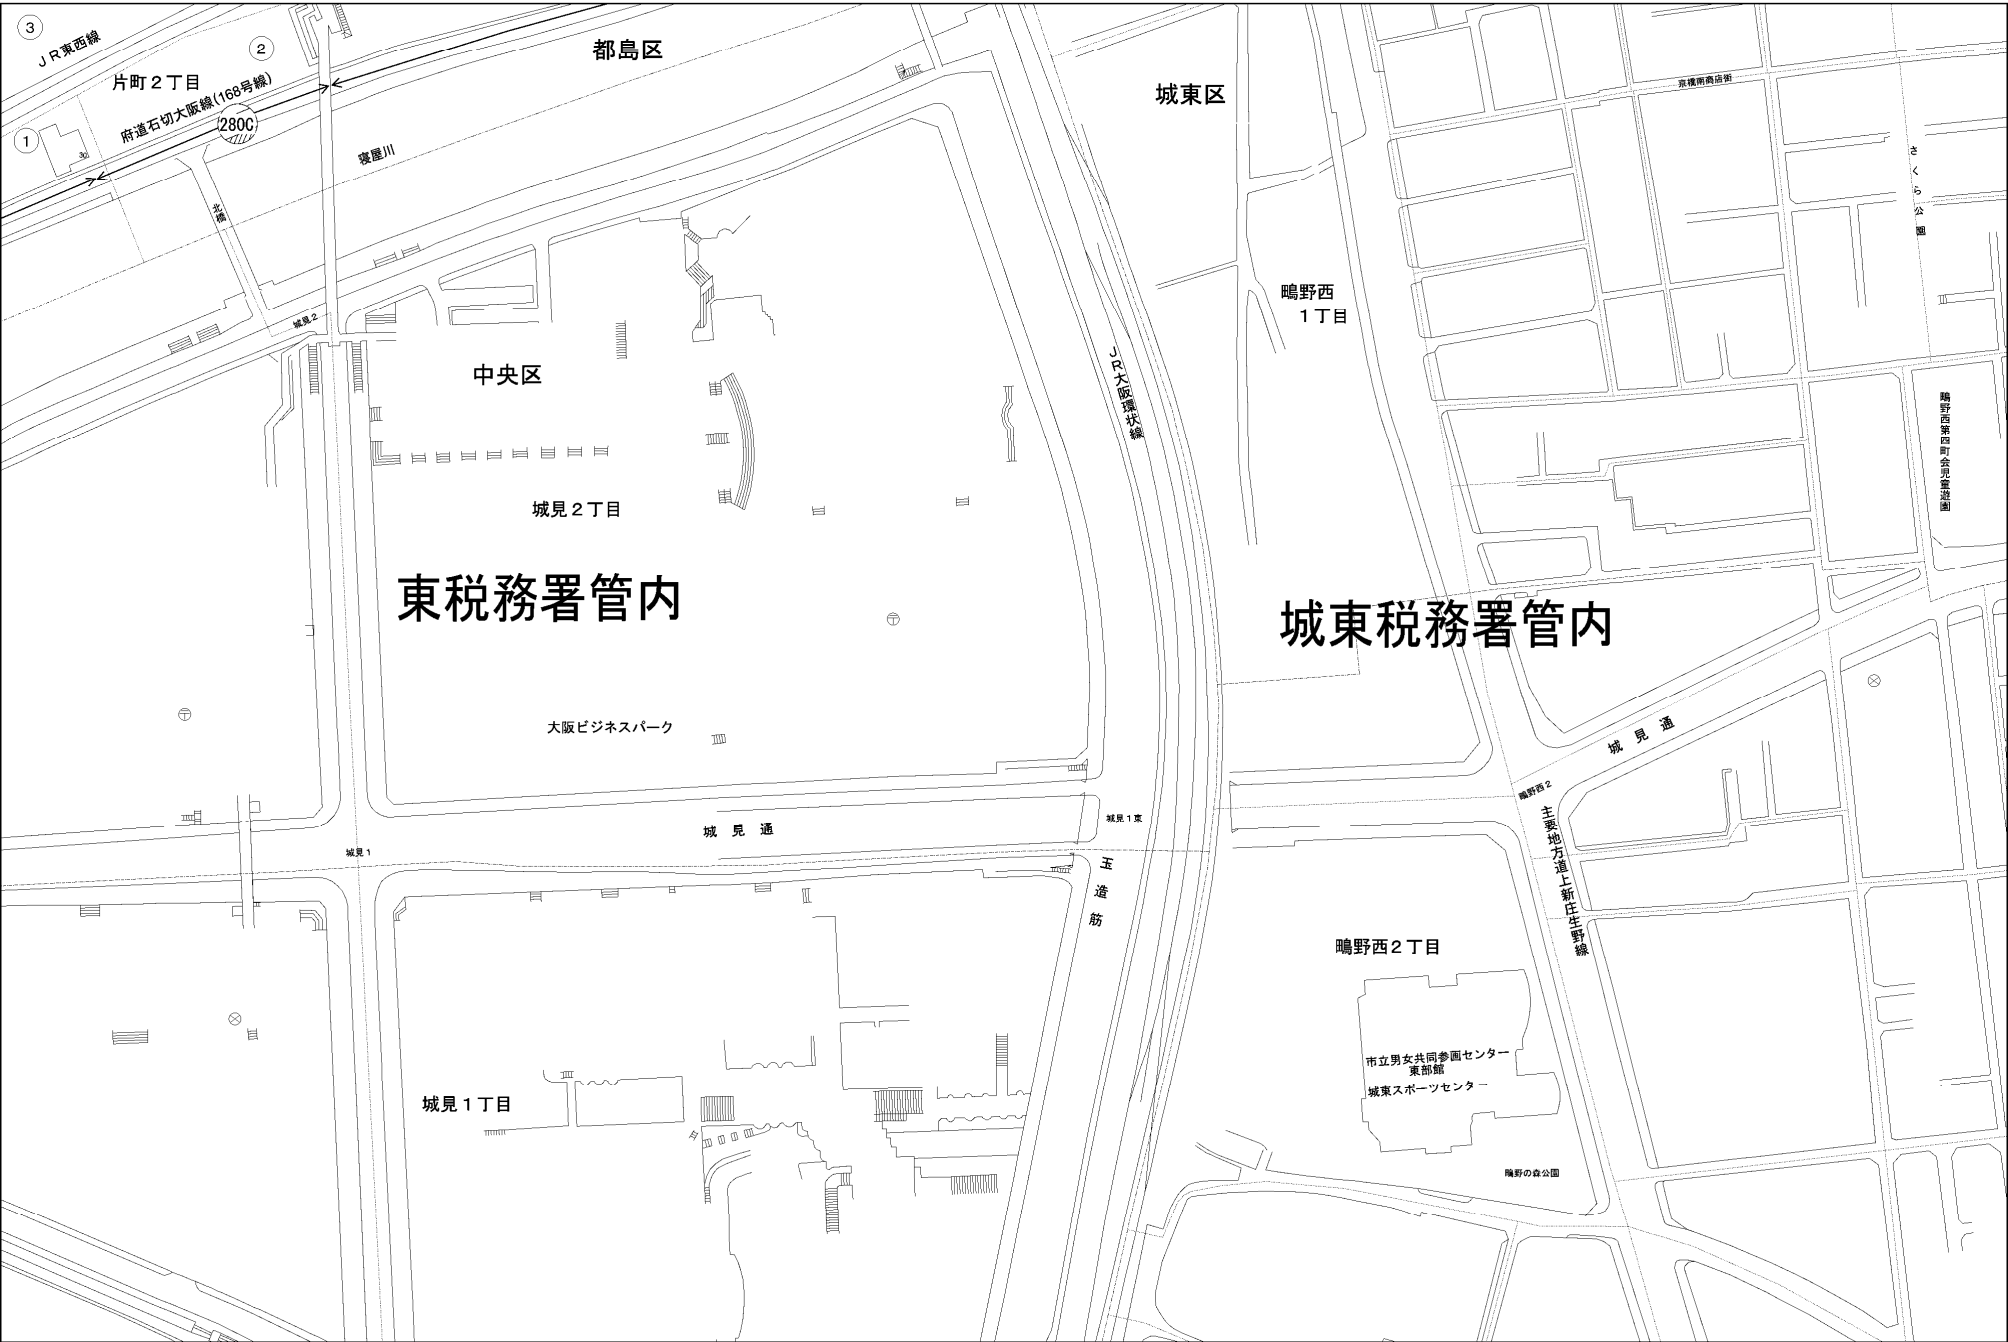 3
JR東西線
2
都島区
片町2丁目
府道石切大阪線(168号線)
280C
1
城東区
京橋南商店街
さくら公園
寝屋川
北橋
城見2
鴫野西
1丁目
中央区
JR大阪環状線
鴫野西第四町会児童遊園
城見2丁目
東税務署管内
城東税務署管内
大阪ビジネスパーク
城見通
鴫野西2
主要地方道上新庄生野線
城見通
城見1東
城見1
玉造筋
鴫野西2丁目
市立男女共同参画センター
東部館
城東スポーツセンター
城見1丁目
鴫野の森公園